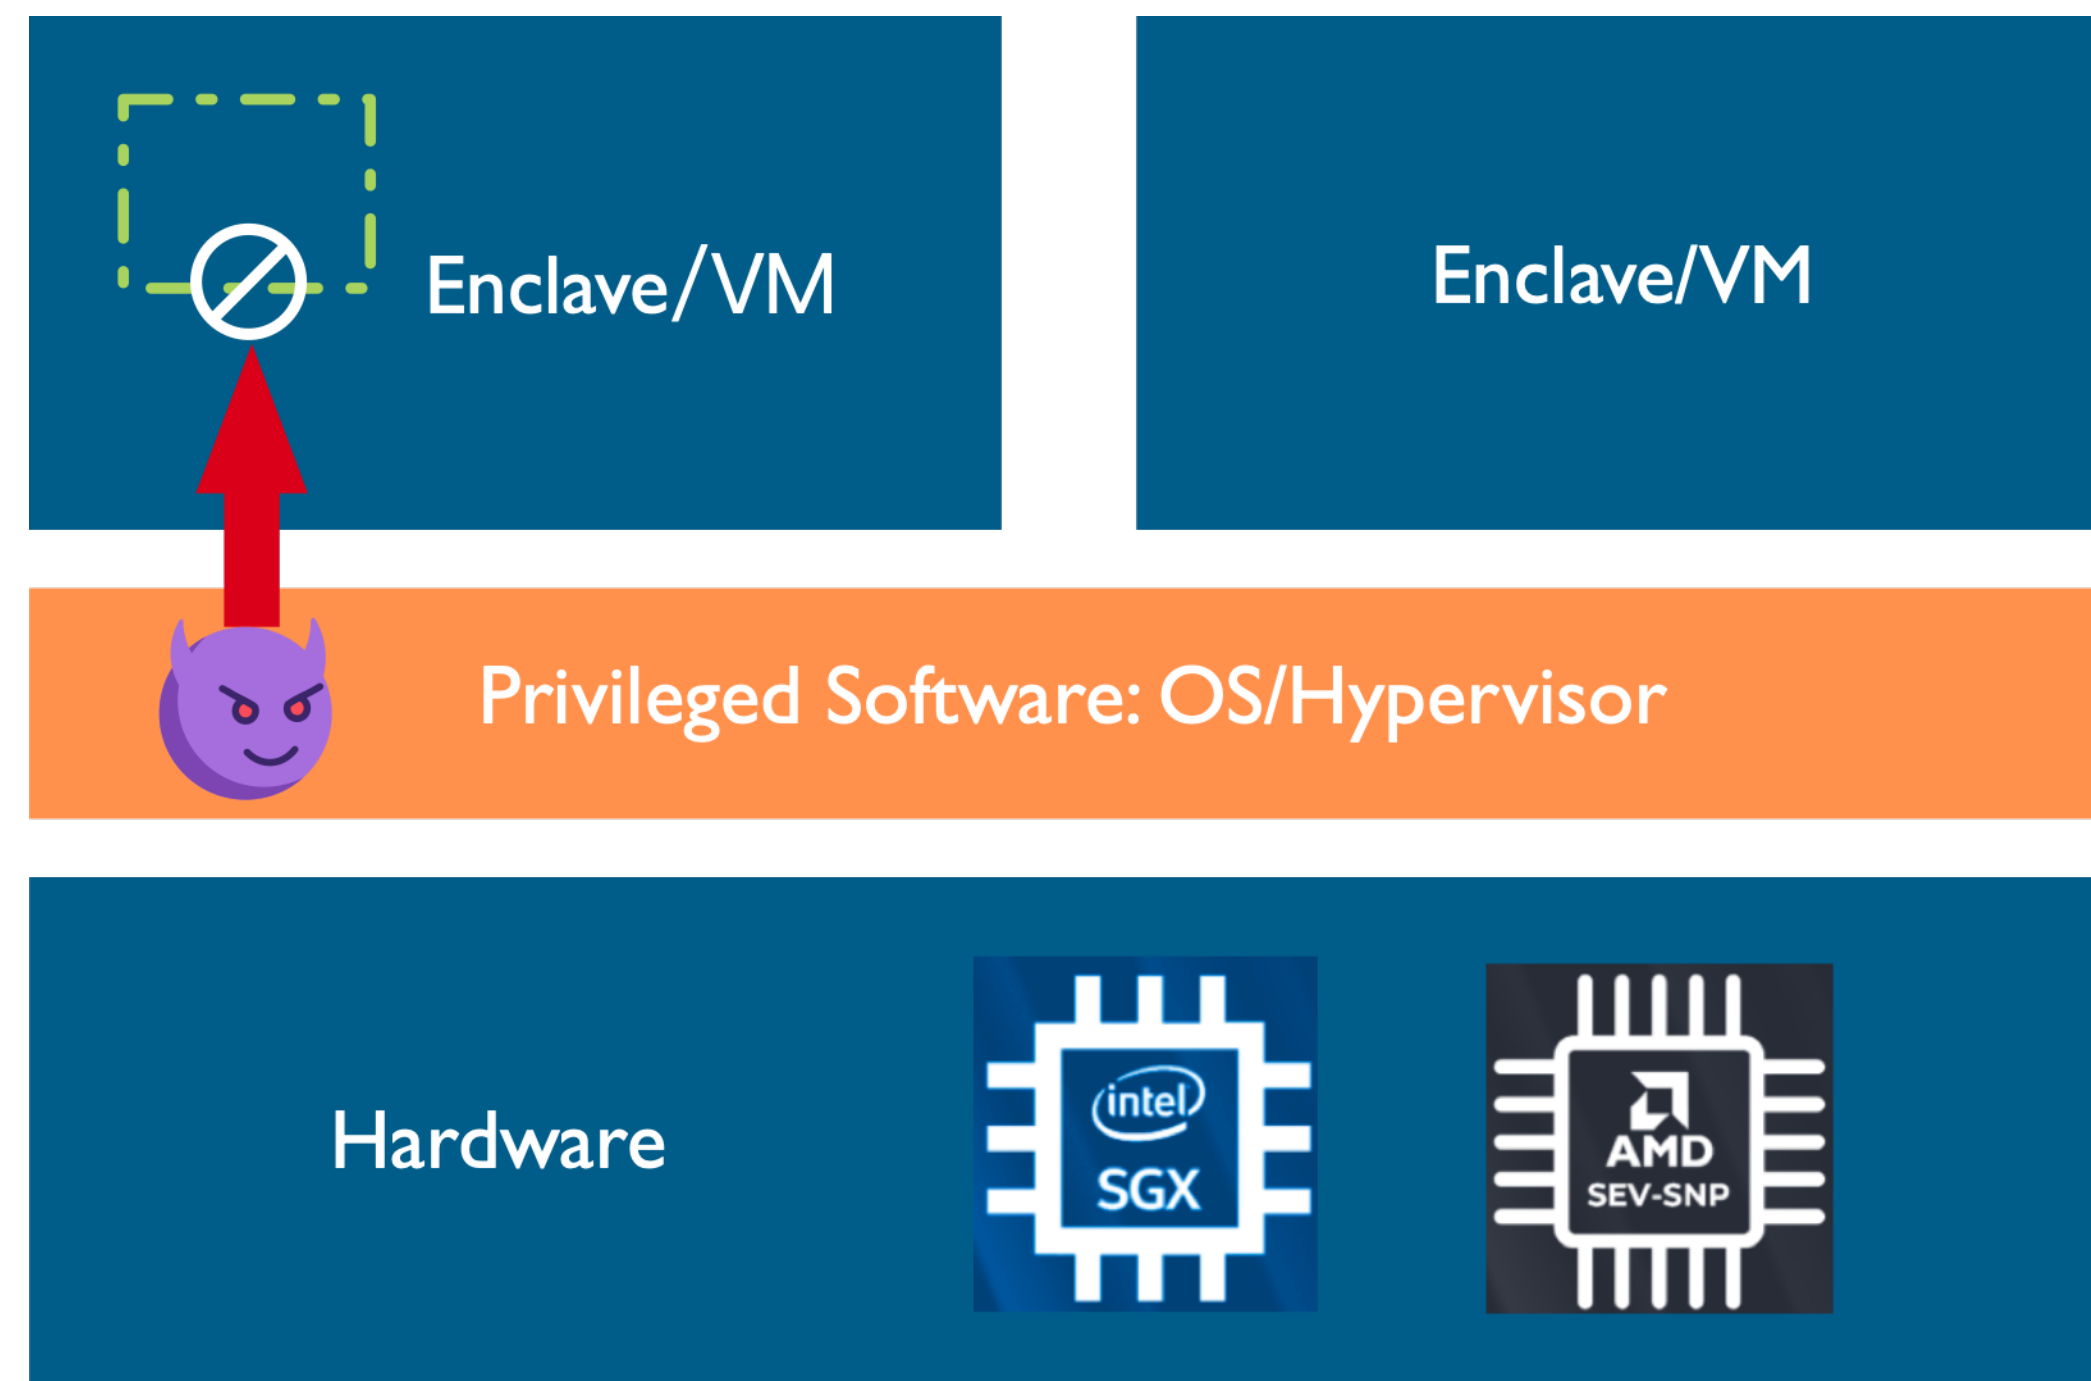 Enclave/VM
Enclave/VM
Privileged Software: OS/Hypervisor
Hardware
intel
SGX
AMD
SEV-SNP